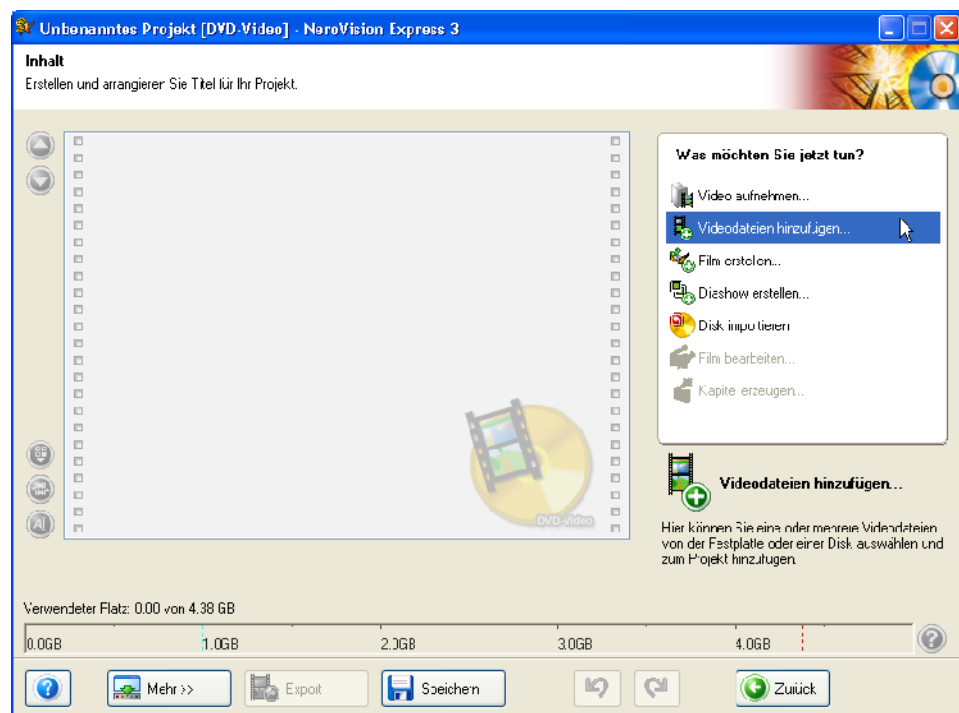 Unbenanntes Projekt [DVD-Video] - NeroVision Express 3
Inhalt
Erstellen und arrangieren Sie Titel für Ihr Projekt.
Was möchten Sie jetzt tun?
Video aufnehmen...
Videodateien hinzufügen...
Film erstellen...
Diashow erstellen...
Disk importieren
Film bearbeiten...
Kapitel erzeugen...
DVD-Video
Videodateien hinzufügen...
Hier können Sie eine oder mehrere Videodateien
von der Festplatte oder einer Disk auswählen und
zum Projekt hinzufügen
Verwendeter Platz: 0.00 von 4.38 GB
0.0GB 1.0GB 2.0GB 3.0GB 4.0GB
Mehr >> Export Speichern Zurück